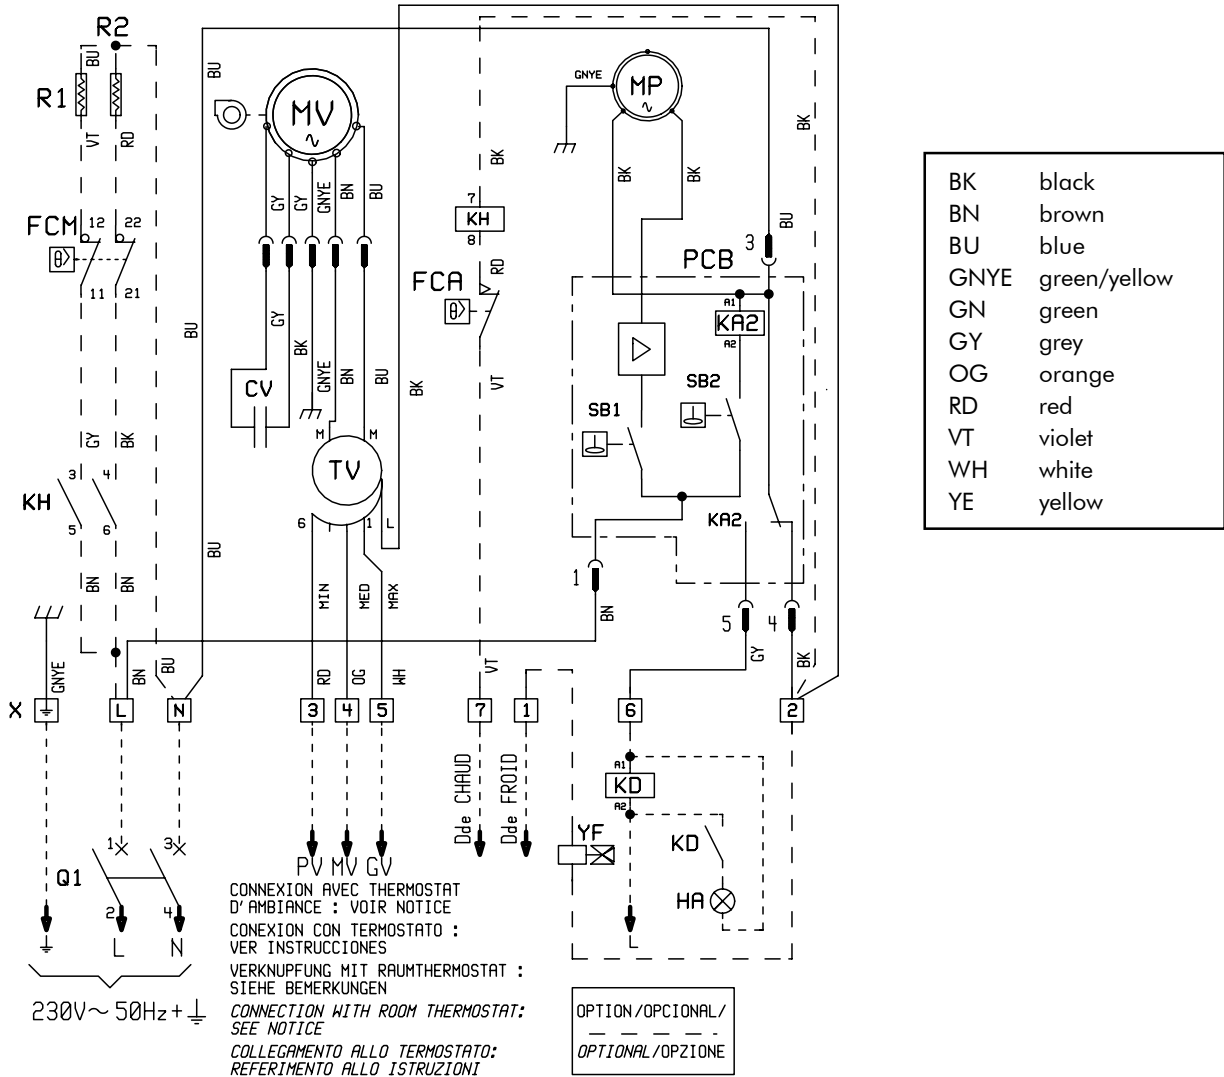 R2
BU
R1
VT
RD
FCM
12
22
θ>
11
21
GY
BK
KH
3
4
5
6
BN
BN
GNYE
BN
BU
BU
BU
BU
MV
~
GY
GY
GNYE
BN
BU
GY
BK
GNYE
BN
BU
BK
CV
M
M
TV
6
1
L
MIN
MED
MAX
RD
OG
WH
BK
7
KH
8
RD
FCA
θ>
VT
VT
GNYE
MP
~
BK
BK
BK
BU
3
PCB
A1
KA2
A2
SB2
SB1
KA2
1
BN
5
4
GY
BK
X
L
N
3
4
5
7
1
6
2
Dde CHAUD
Dde FROID
A1
KD
A2
YF
KD
HA
L
1
3
Q1
2
4
L
N
230V~ 50Hz+
PV MV GV
CONNEXION AVEC THERMOSTAT
D'AMBIANCE : VOIR NOTICE
CONEXION CON TERMOSTATO :
VER INSTRUCCIONES
VERKNUPFUNG MIT RAUMTHERMOSTAT :
SIEHE BEMERKUNGEN
CONNECTION WITH ROOM THERMOSTAT:
SEE NOTICE
COLLEGAMENTO ALLO TERMOSTATO:
REFERIMENTO ALLO ISTRUZIONI
OPTION/OPCIONAL/
OPTIONAL/OPZIONE
BK black
BN brown
BU blue
GNYE green/yellow
GN green
GY grey
OG orange
RD red
VT violet
WH white
YE yellow